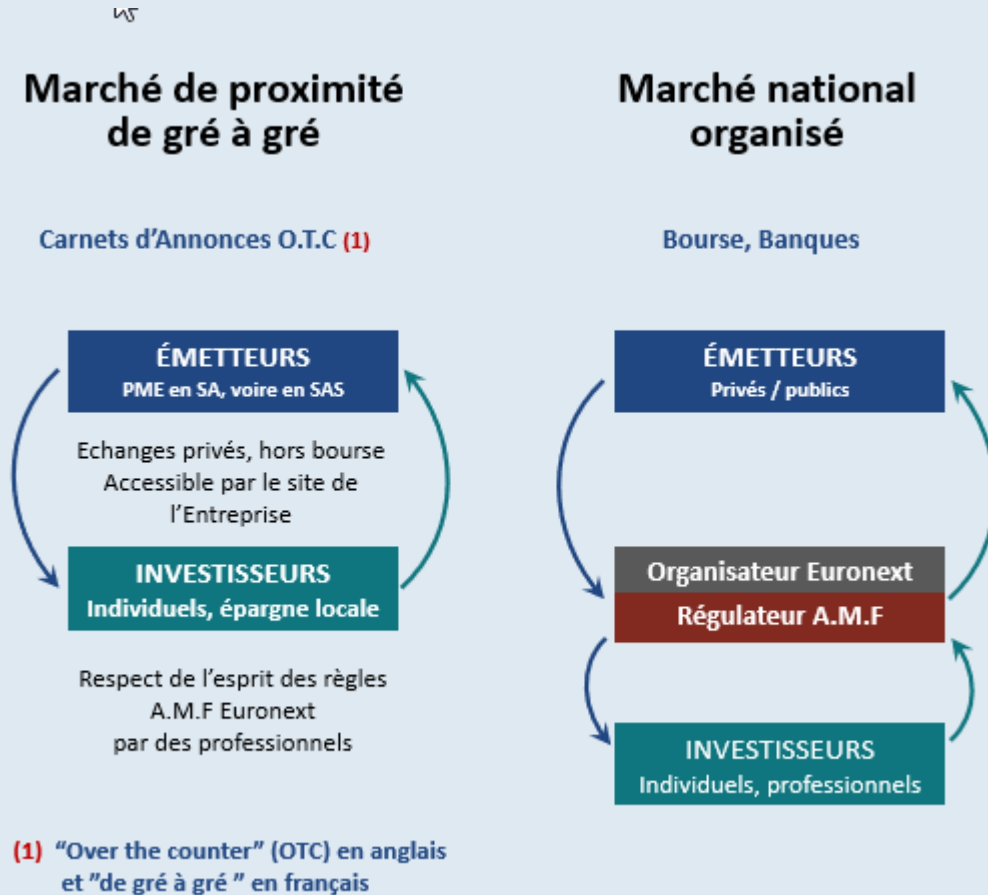 Marché de proximité
de gré à gré
Carnets d’Annonces O.T.C (1)
ÉMETTEURS
PME en SA, voire en SAS
Echanges privés, hors bourse
Accessible par le site de
l’Entreprise
INVESTISSEURS
Individuels, épargne locale
Respect de l’esprit des règles
A.M.F Euronext
par des professionnels
(1) “Over the counter” (OTC) en anglais
et ”de gré à gré ” en français
Marché national
organisé
Bourse, Banques
ÉMETTEURS
Privés / publics
Organisateur Euronext
Régulateur A.M.F
INVESTISSEURS
Individuels, professionnels